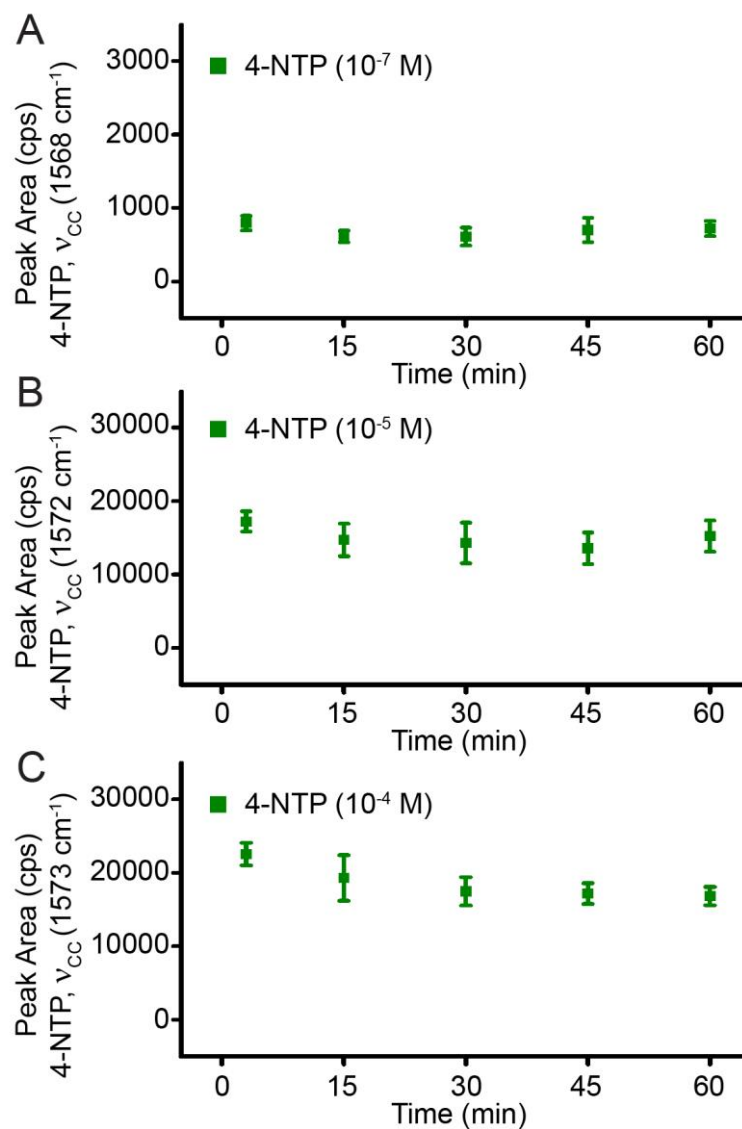 A
4-NTP (10⁻⁷ M)
Peak Area (cps)
4-NTP, νCC (1568 cm⁻¹)
3000
2000
1000
0
0 15 30 45 60
Time (min)
B
4-NTP (10⁻⁵ M)
Peak Area (cps)
4-NTP, νCC (1572 cm⁻¹)
30000
20000
10000
0
0 15 30 45 60
Time (min)
C
4-NTP (10⁻⁴ M)
Peak Area (cps)
4-NTP, νCC (1573 cm⁻¹)
30000
20000
10000
0
0 15 30 45 60
Time (min)